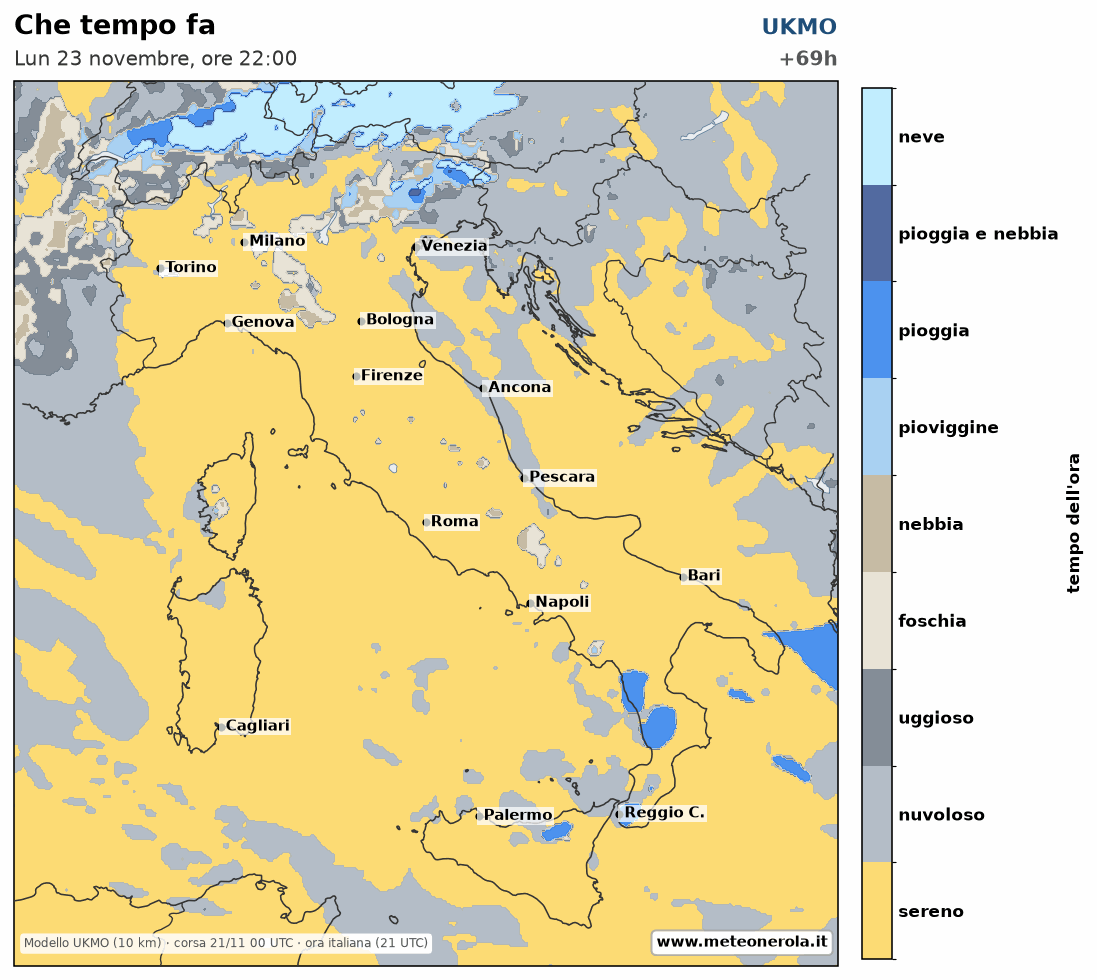 Che tempo fa
UKMO
Lun 23 novembre, ore 22:00
+69h
neve
pioggia e nebbia
pioggia
pioviggine
nebbia
foschia
uggioso
nuvoloso
sereno
tempo dell'ora
Milano
Venezia
Torino
Genova
Bologna
Firenze
Ancona
Pescara
Roma
Bari
Napoli
Cagliari
Palermo
Reggio C.
Modello UKMO (10 km) · corsa 21/11 00 UTC · ora italiana (21 UTC)
www.meteonerola.it